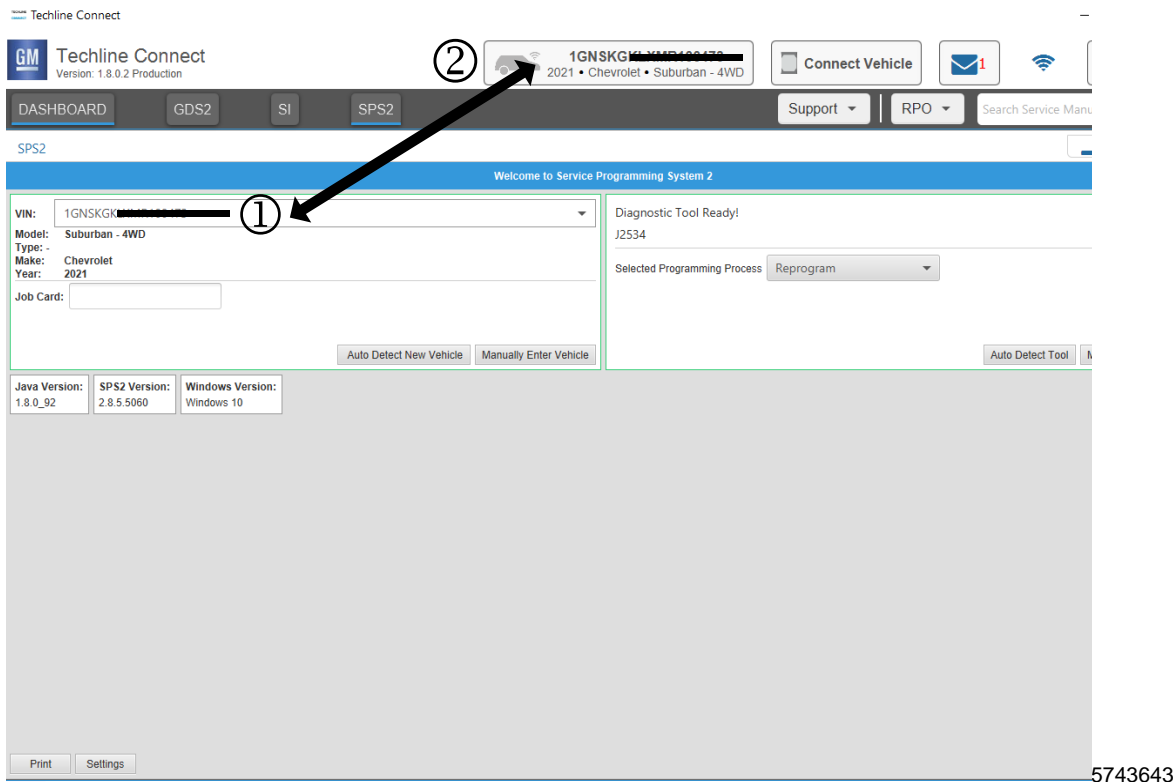 Techline Connect
GM
Techline Connect
Version: 1.8.0.2 Production
②
1GNSKGK
2021 • Chevrolet • Suburban - 4WD
Connect Vehicle
1
DASHBOARD GDS2 SI SPS2
Support
RPO
Search Service Manu
SPS2
Welcome to Service Programming System 2
VIN: 1GNSKGK
①
Model: Suburban - 4WD
Type: -
Make: Chevrolet
Year: 2021
Job Card:
Auto Detect New Vehicle Manually Enter Vehicle
Diagnostic Tool Ready!
J2534
Selected Programming Process Reprogram
Auto Detect Tool
Java Version: SPS2 Version: Windows Version:
1.8.0_92 2.8.5.5060 Windows 10
Print Settings
5743643